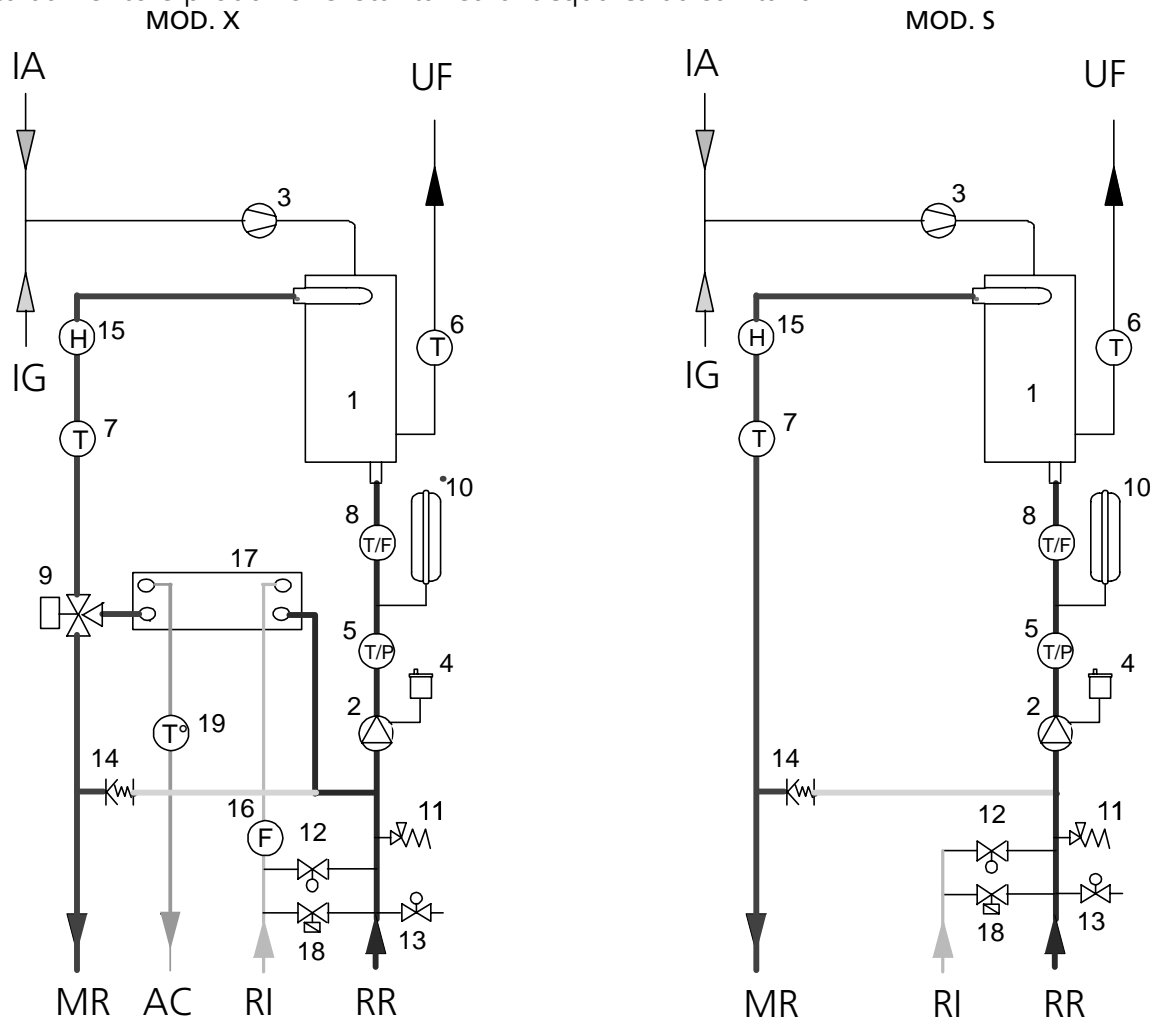 MOD. X
MOD. S
IA
UF
3
IG
15
H
6
T
7
T
1
10
8
T/F
17
9
5
T/P
4
2
19
T°
14
16
F
12
11
18
13
MR
AC
RI
RR
IA
UF
3
IG
15
H
6
T
7
T
1
10
8
T/F
5
T/P
4
2
14
12
11
18
13
MR
RI
RR